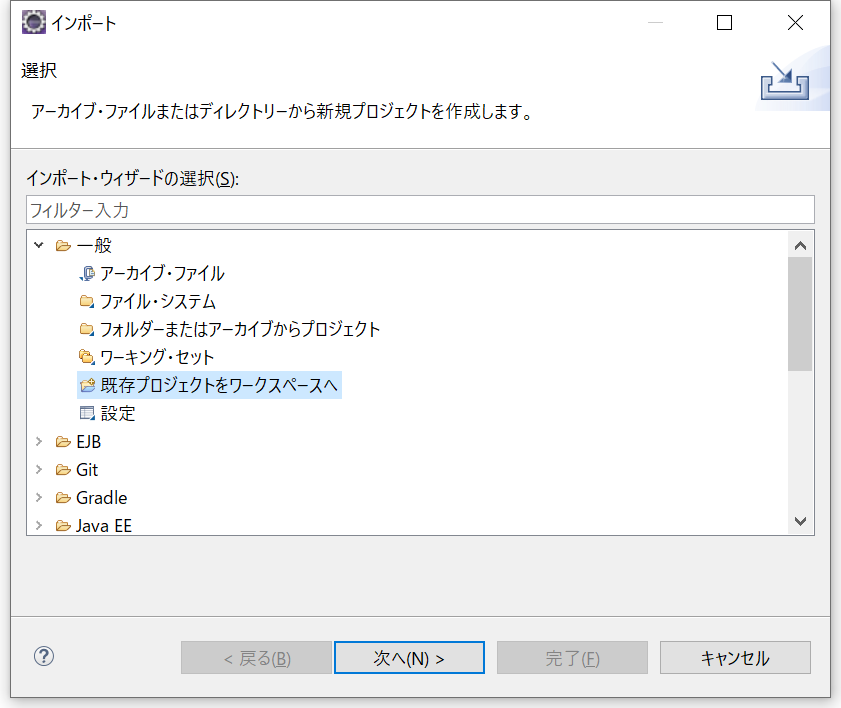 インポート
選択
アーカイブ・ファイルまたはディレクトリーから新規プロジェクトを作成します。
インポート・ウィザードの選択(S):
フィルター入力
一般
アーカイブ・ファイル
ファイル・システム
フォルダーまたはアーカイブからプロジェクト
ワーキング・セット
既存プロジェクトをワークスペースへ
設定
EJB
Git
Gradle
Java EE
? < 戻る(B) 次へ(N) > 完了(F) キャンセル